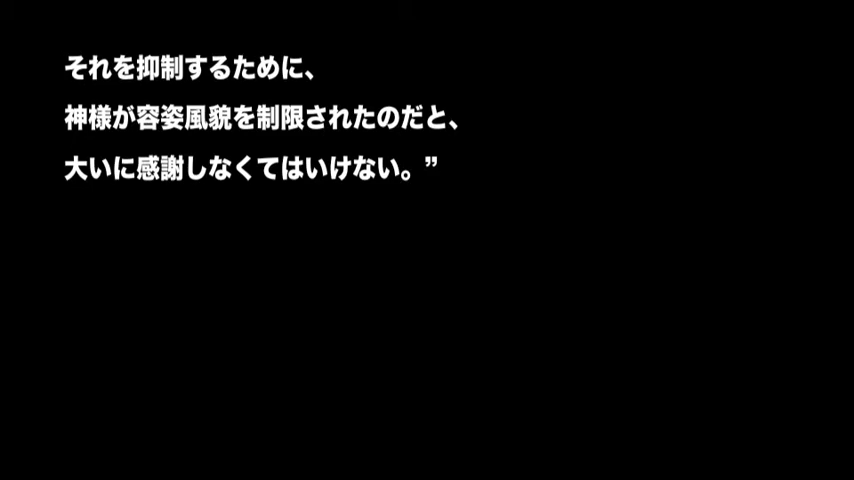 それを抑制するために、
神様が容姿風貌を制限されたのだと、
大いに感謝しなくてはいけない。”